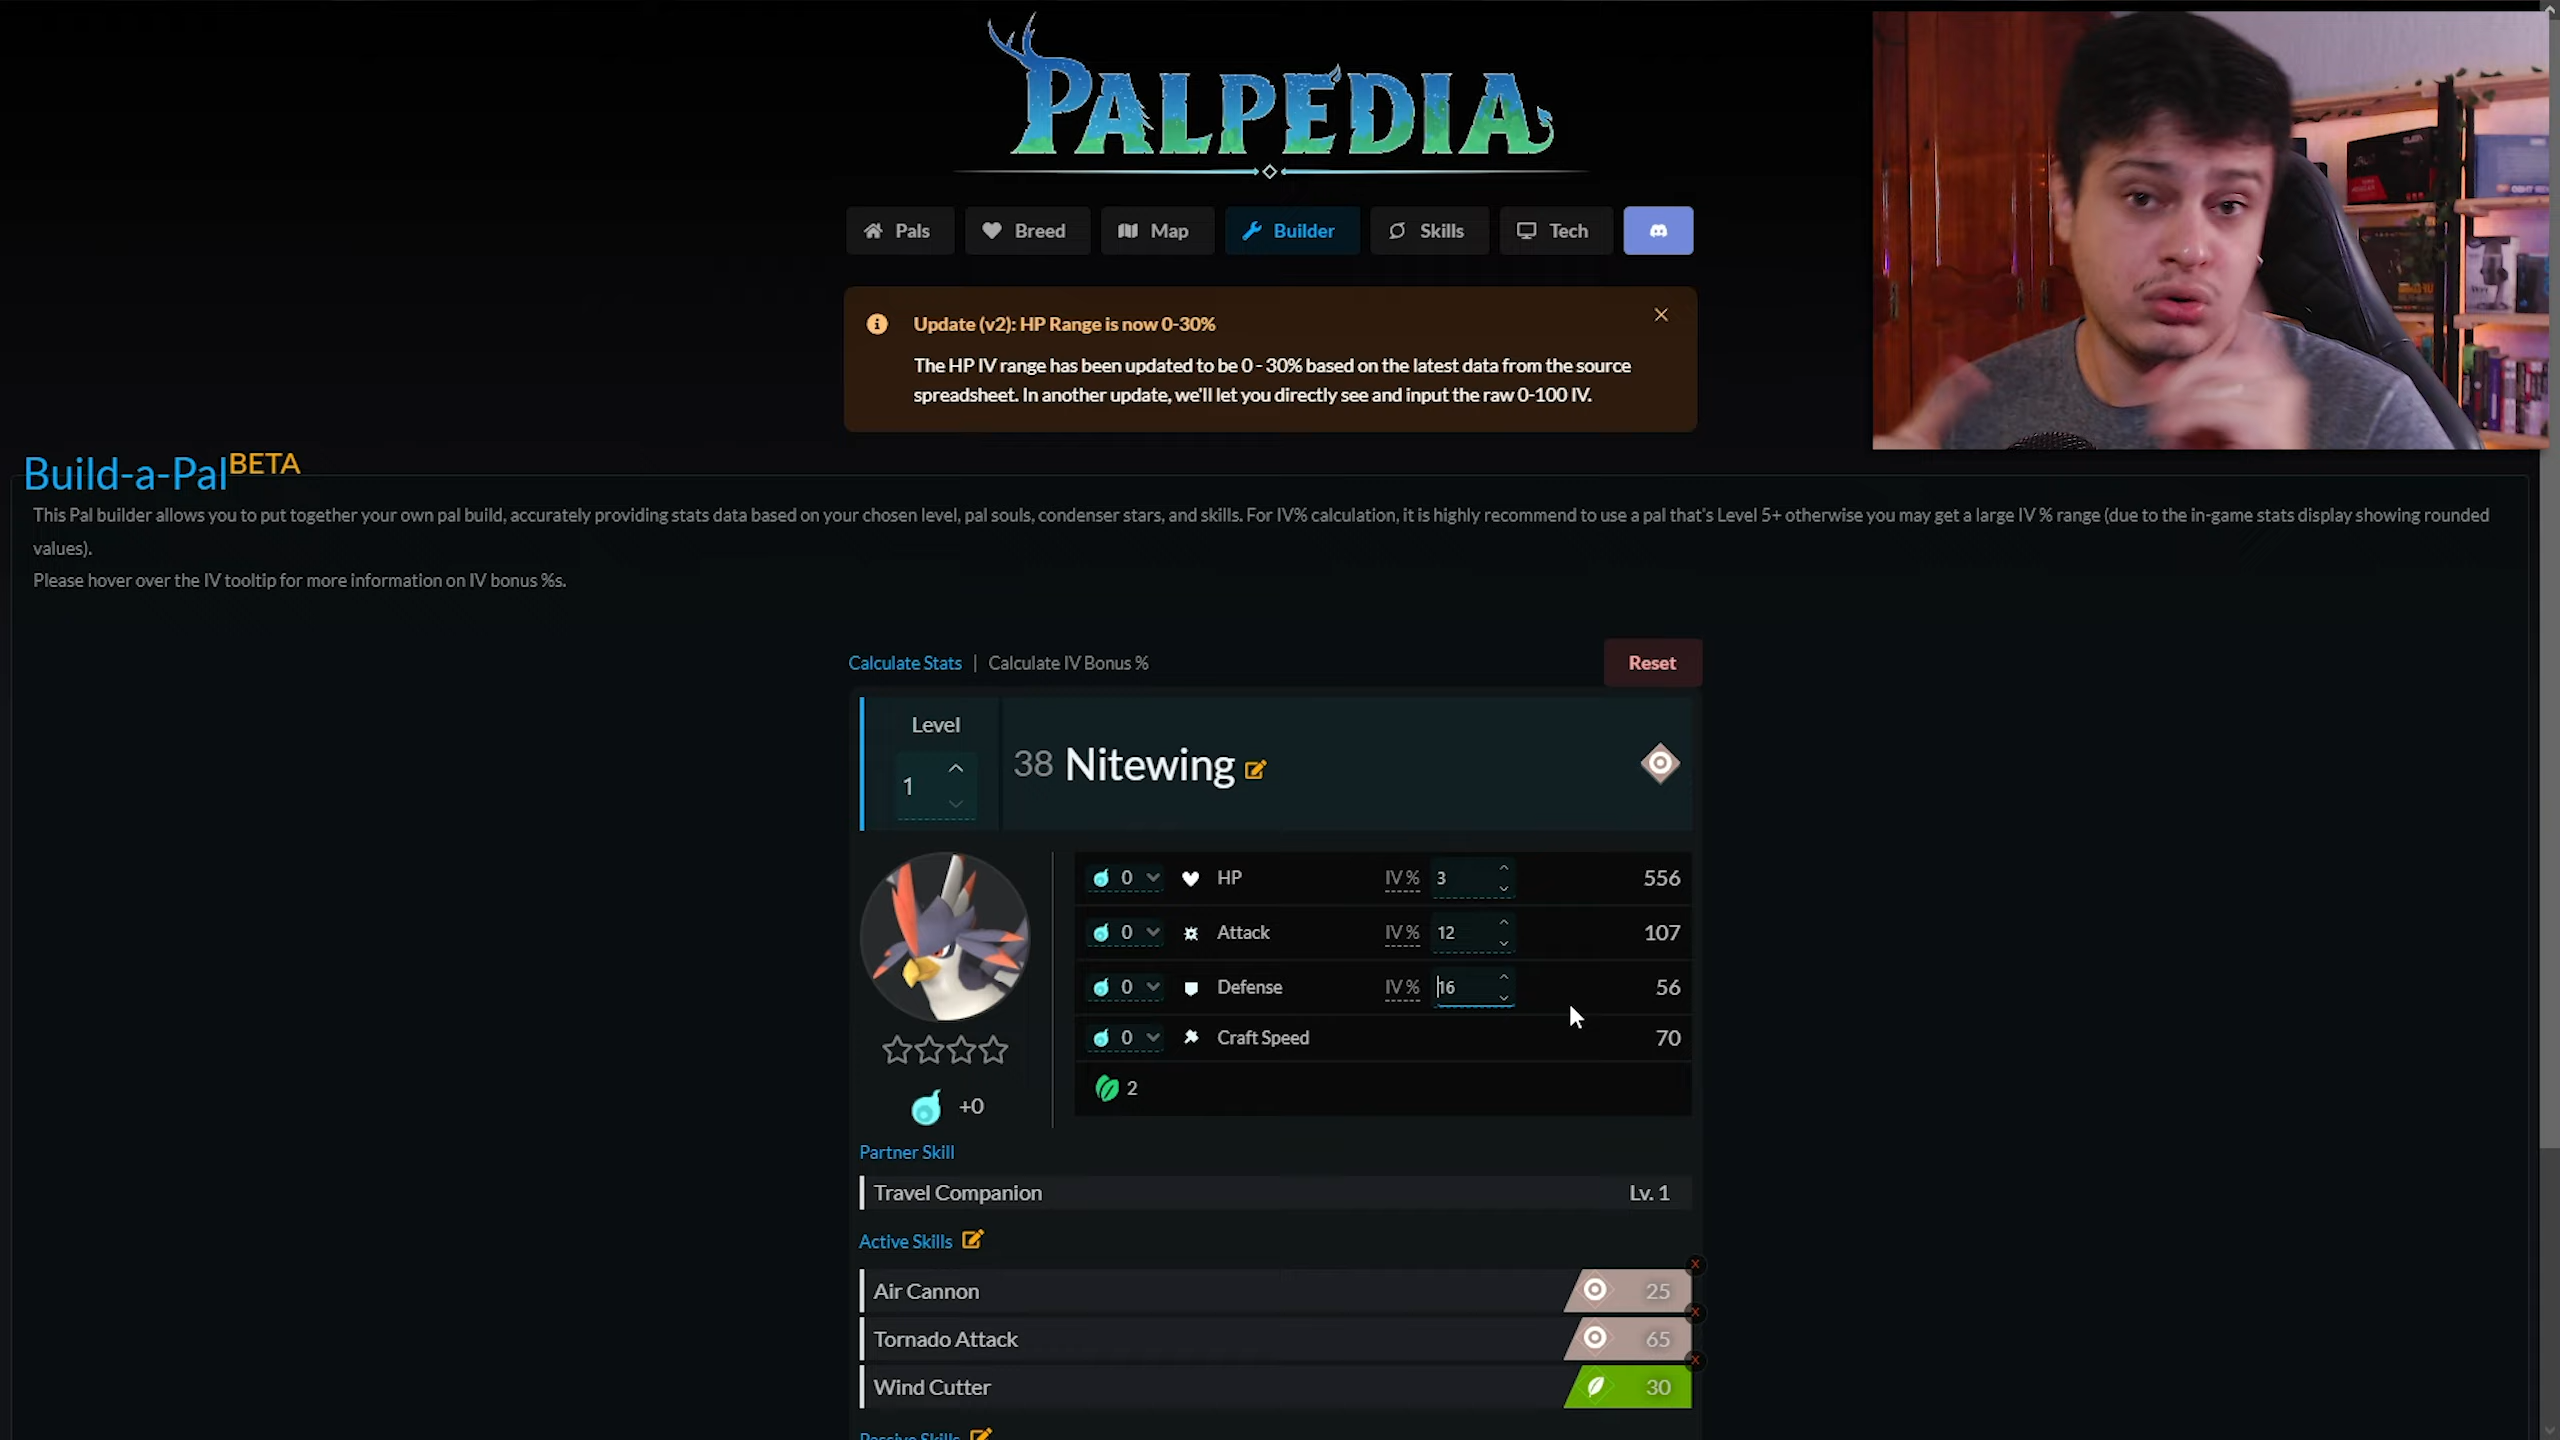 PALPEDIA
Pals Breed Map Builder Skills Tech
Update (v2): HP Range is now 0-30%
The HP IV range has been updated to be 0 - 30% based on the latest data from the source
spreadsheet. In another update, we'll let you directly see and input the raw 0-100 IV.
Build-a-Pal BETA
This Pal builder allows you to put together your own pal build, accurately providing stats data based on your chosen level, pal souls, condenser stars, and skills. For IV% calculation, it is highly recommend to use a pal that's Level 5+ otherwise you may get a large IV % range (due to the in-game stats display showing rounded
values).
Please hover over the IV tooltip for more information on IV bonus %s.
Calculate Stats | Calculate IV Bonus % Reset
Level
1
38 Nitewing
0 HP IV % 3 556
0 Attack IV % 12 107
0 Defense IV % 16 56
0 Craft Speed 70
2
+0
Partner Skill
Travel Companion Lv. 1
Active Skills
x
Air Cannon 25
x
Tornado Attack 65
x
Wind Cutter 30
Passive Skills